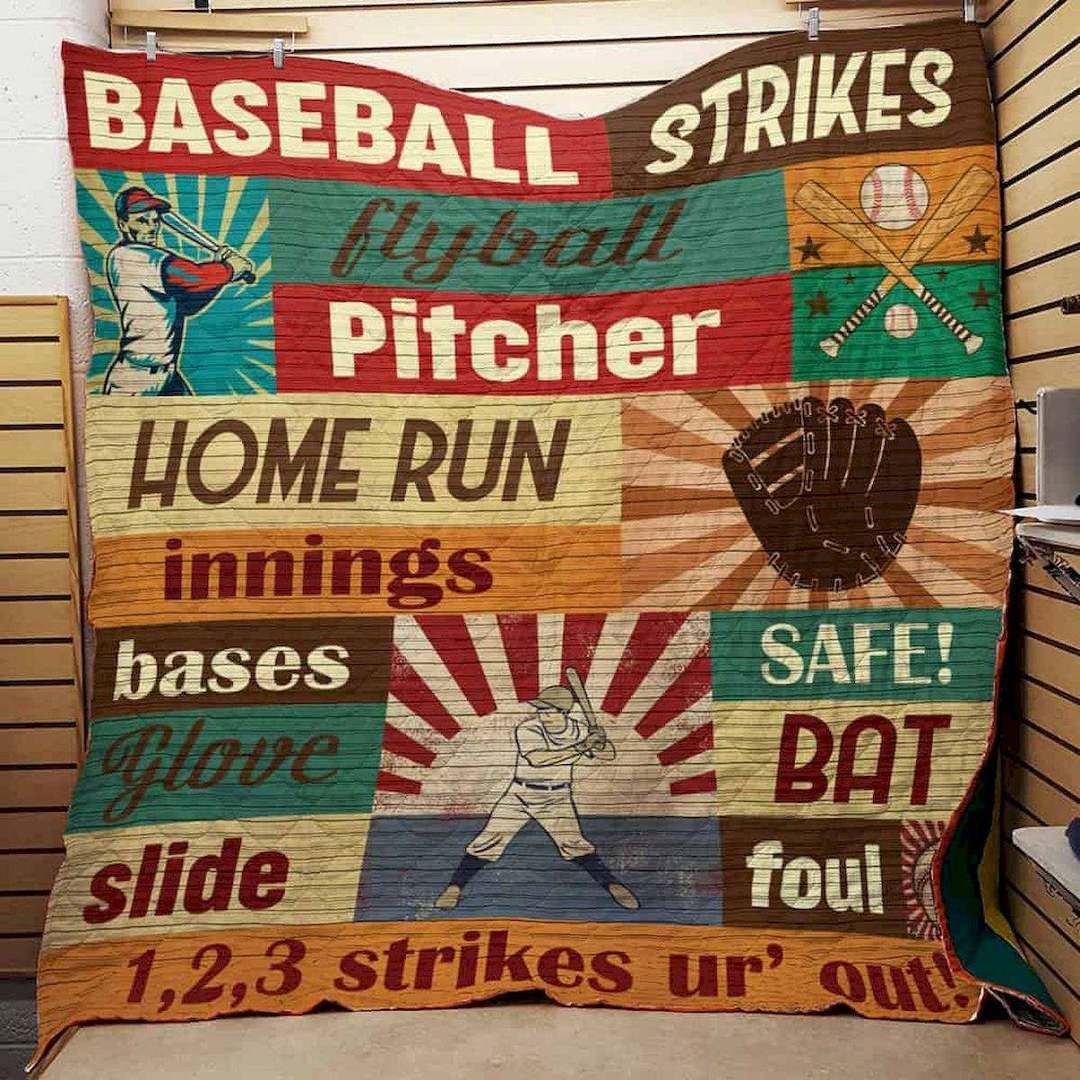 BASEBALL STRIKES
flyball
Pitcher
HOME RUN
innings
bases
SAFE!
Glove
BAT
slide
foul
1,2,3 strikes ur' out!